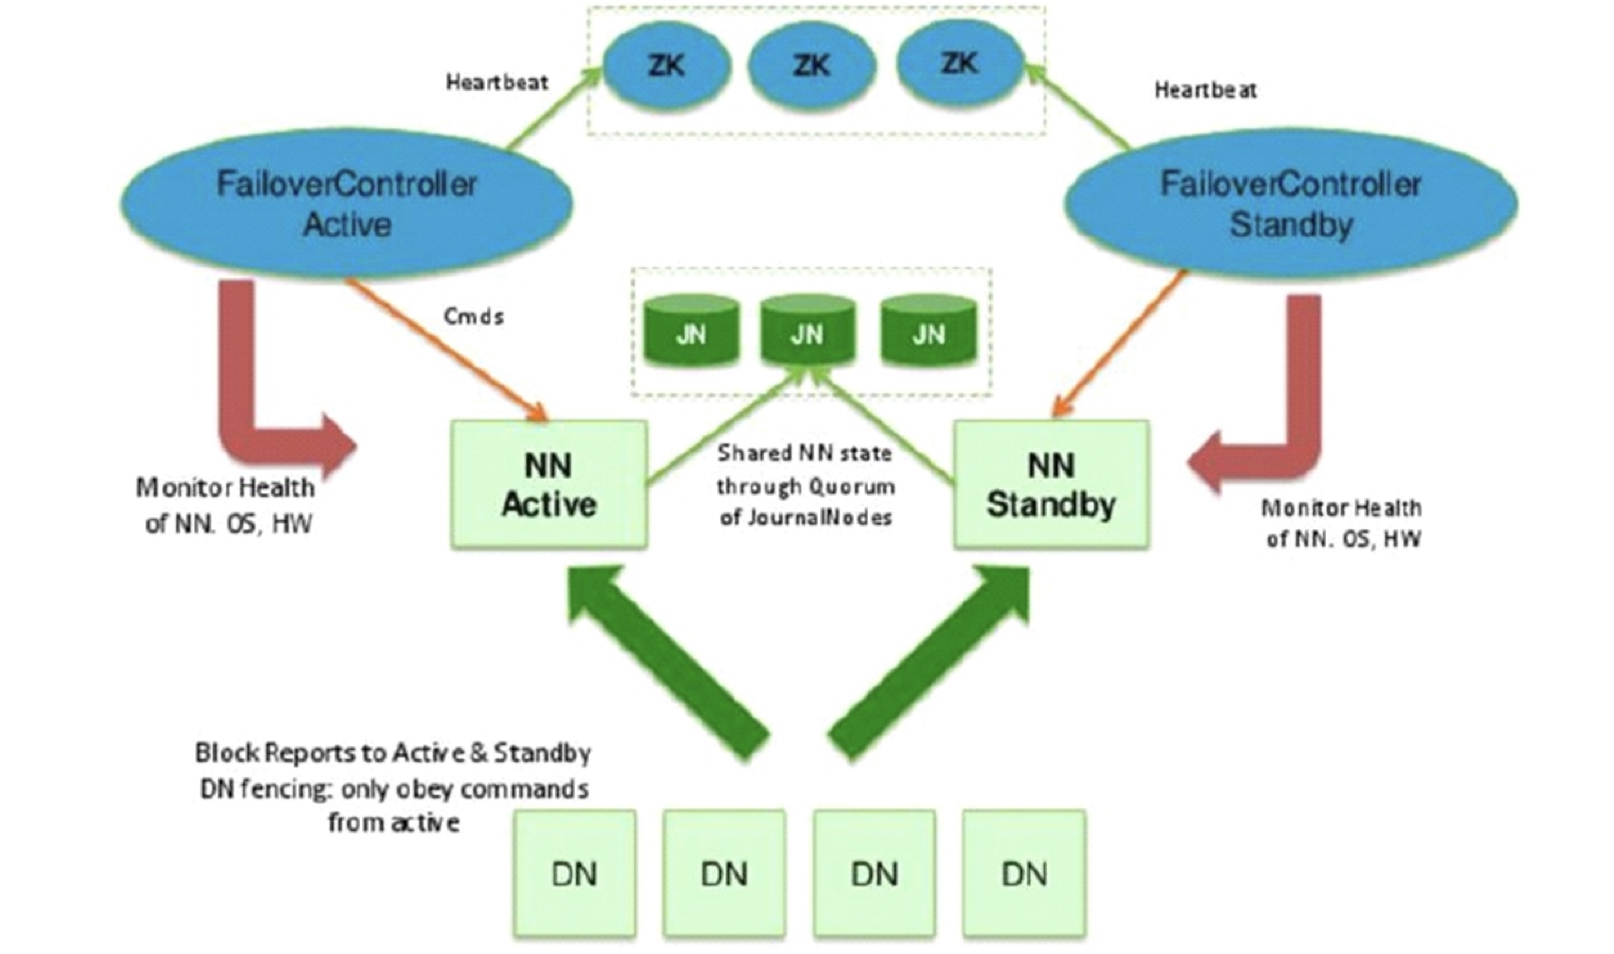 ZK
ZK
ZK
Heartbeat
Heartbeat
FailoverController
Active
FailoverController
Standby
Cmds
JN
JN
JN
Monitor Health
of NN. OS, HW
NN
Active
Shared NN state
through Quorum
of JournalNodes
NN
Standby
Monitor Health
of NN. OS, HW
Block Reports to Active & Standby
DN fencing: only obey commands
from active
DN
DN
DN
DN